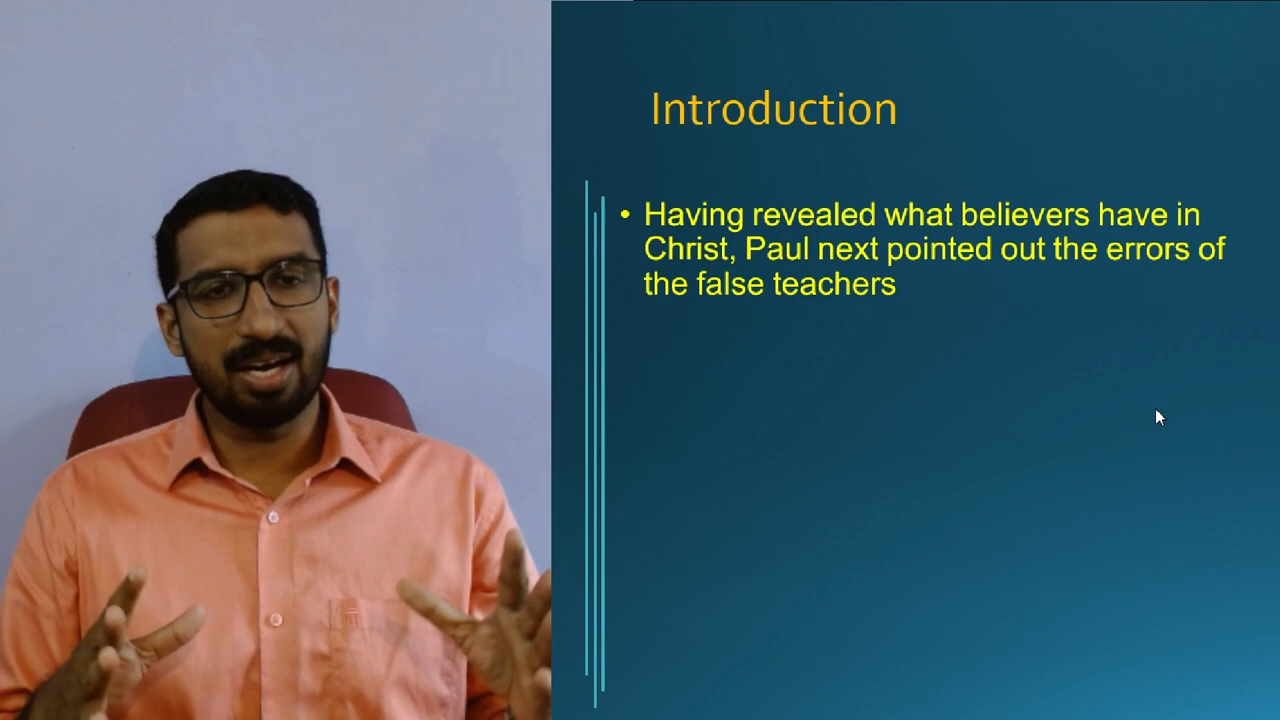 Introduction
• Having revealed what believers have in
Christ, Paul next pointed out the errors of
the false teachers